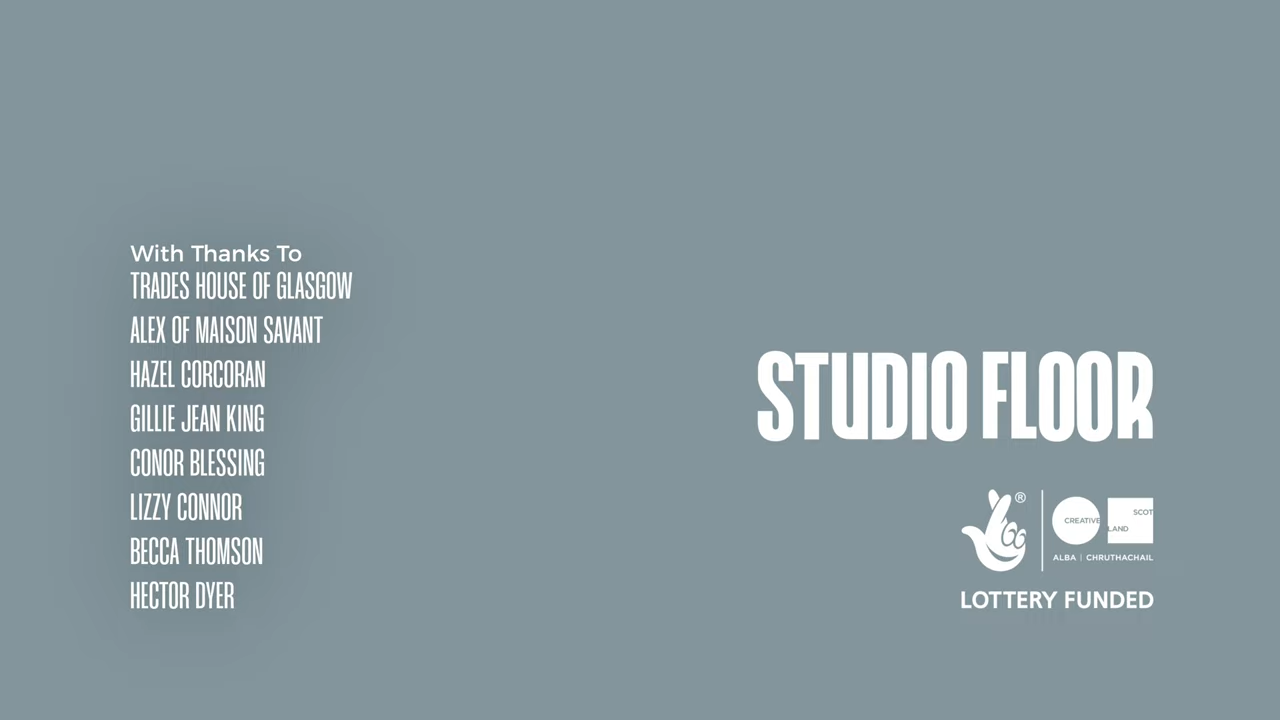 With Thanks To
TRADES HOUSE OF GLASGOW
ALEX OF MAISON SAVANT
HAZEL CORCORAN
GILLIE JEAN KING
CONOR BLESSING
LIZZY CONNOR
BECCA THOMSON
HECTOR DYER
STUDIO FLOOR
®
CREATIVE
SCOT
LAND
ALBA | CHRUTHACHAIL
LOTTERY FUNDED